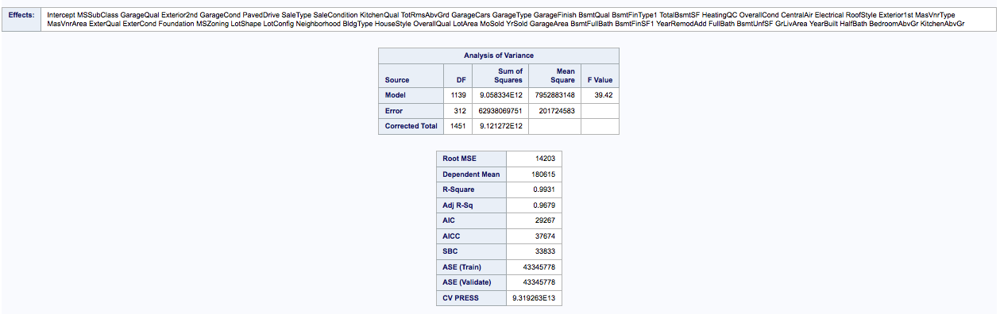 Effects: Intercept MSSubClass GarageQual Exterior2nd GarageCond PavedDrive SaleType SaleCondition KitchenQual TotRmsAbvGrd GarageCars GarageType GarageFinish BsmtQual BsmtFinType1 TotalBsmtSF HeatingQC OverallCond CentralAir Electrical RoofStyle Exterior1st MasVnrType
MasVnrArea ExterQual ExterCond Foundation MSZoning LotShape LotConfig Neighborhood BldgType HouseStyle OverallQual LotArea MoSold YrSold GarageArea BsmtFullBath BsmtFinSF1 YearRemodAdd FullBath BsmtUnfSF GrLivArea YearBuilt HalfBath BedroomAbvGr KitchenAbvGr
Analysis of Variance
Source DF Sum of Squares Mean Square F Value
Model 1139 9.058334E12 7952883148 39.42
Error 312 62938069751 201724583
Corrected Total 1451 9.121272E12
Root MSE 14203
Dependent Mean 180615
R-Square 0.9931
Adj R-Sq 0.9679
AIC 29267
AICC 37674
SBC 33833
ASE (Train) 43345778
ASE (Validate) 43345778
CV PRESS 9.319263E13